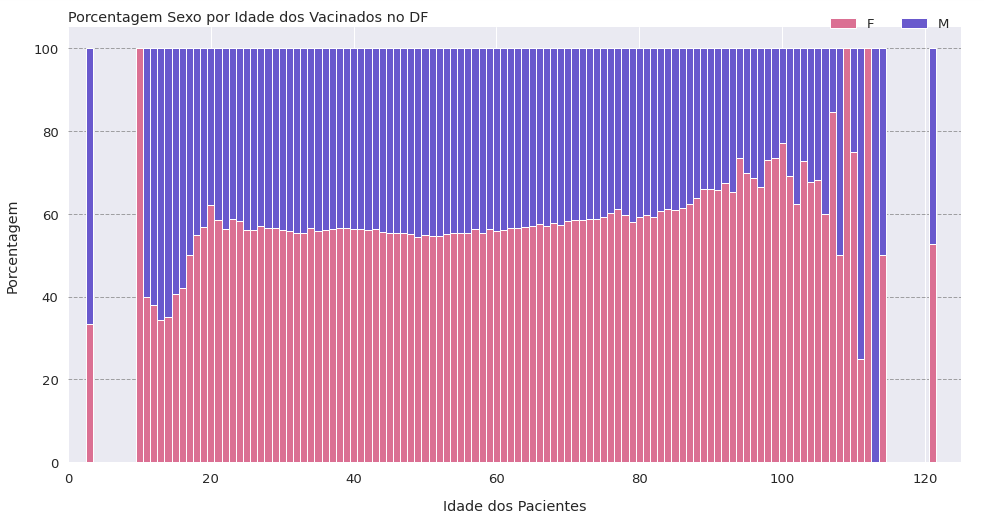 Porcentagem Sexo por Idade dos Vacinados no DF
F M
100
80
60
40
20
0
Porcentagem
0 20 40 60 80 100 120
Idade dos Pacientes